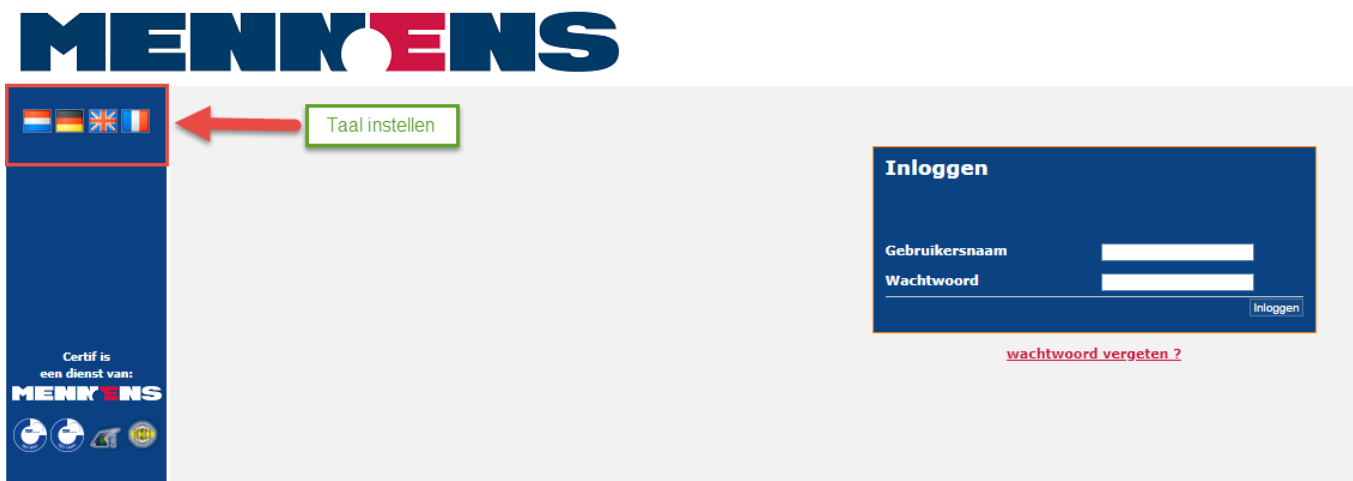 MENNENS
Taal instellen
Inloggen
Gebruikersnaam
Wachtwoord
Inloggen
wachtwoord vergeten ?
Certif is
een dienst van:
MENNENS